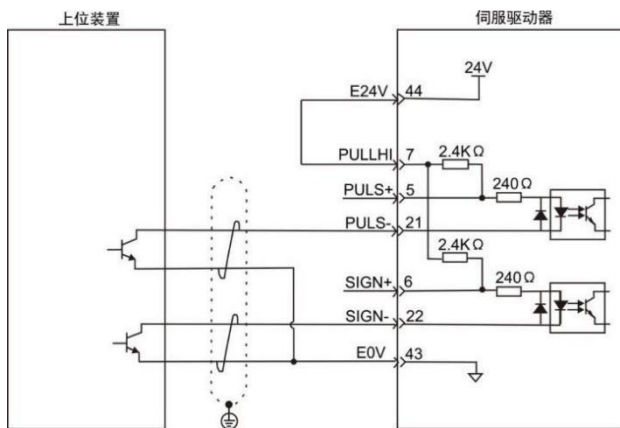 上位装置
伺服驱动器
24V
E24V
44
PULLHI
7
2.4KΩ
PULS+
5
240Ω
PULS-
21
2.4KΩ
SIGN+
6
240Ω
SIGN-
22
E0V
43